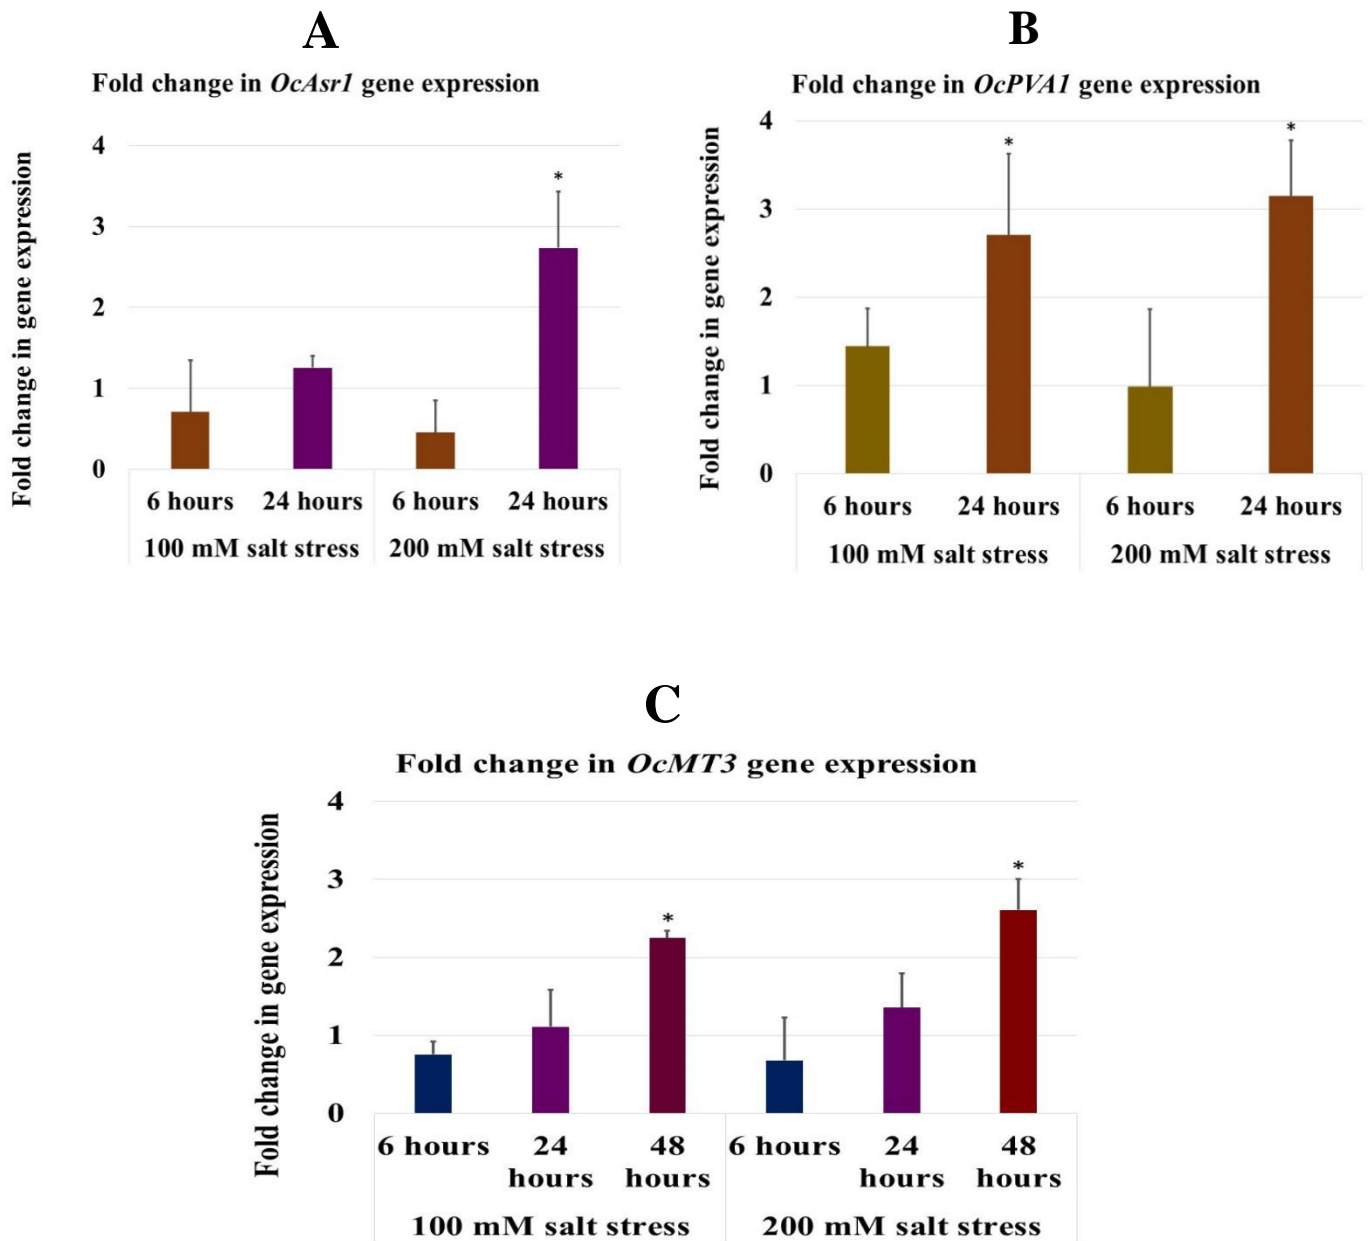 A
Fold change in OcAsr1 gene expression
Fold change in gene expression
4
3
2
1
0
*
6 hours 24 hours 6 hours 24 hours
100 mM salt stress 200 mM salt stress
B
Fold change in OcPVA1 gene expression
Fold change in gene expression
4
3
2
1
0
* *
6 hours 24 hours 6 hours 24 hours
100 mM salt stress 200 mM salt stress
C
Fold change in OcMT3 gene expression
Fold change in gene expression
4
3
2
1
0
* *
6 hours 24 48 6 hours 24 48
hours hours hours hours
100 mM salt stress 200 mM salt stress